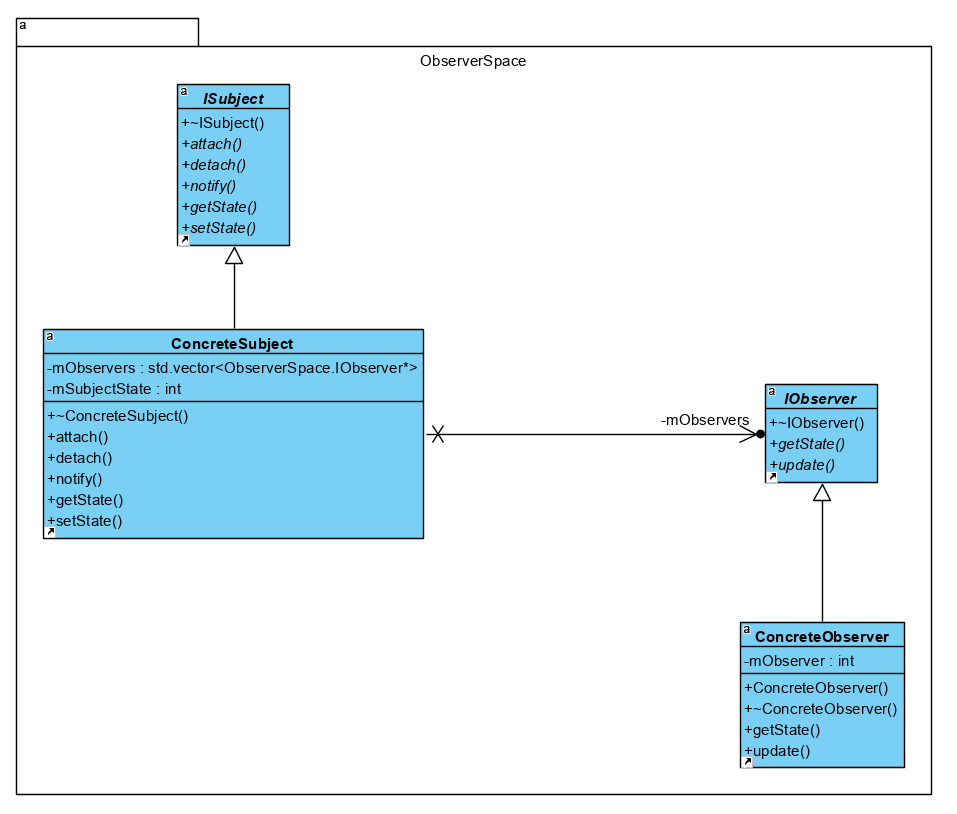 a
ObserverSpace
a
ISubject
+~ISubject()
+attach()
+detach()
+notify()
+getState()
+setState()
a
ConcreteSubject
-mObservers : std.vector<ObserverSpace.IObserver*>
-mSubjectState : int
+~ConcreteSubject()
+attach()
+detach()
+notify()
+getState()
+setState()
-mObservers
a
IObserver
+~IObserver()
+getState()
+update()
a
ConcreteObserver
-mObserver : int
+ConcreteObserver()
+~ConcreteObserver()
+getState()
+update()